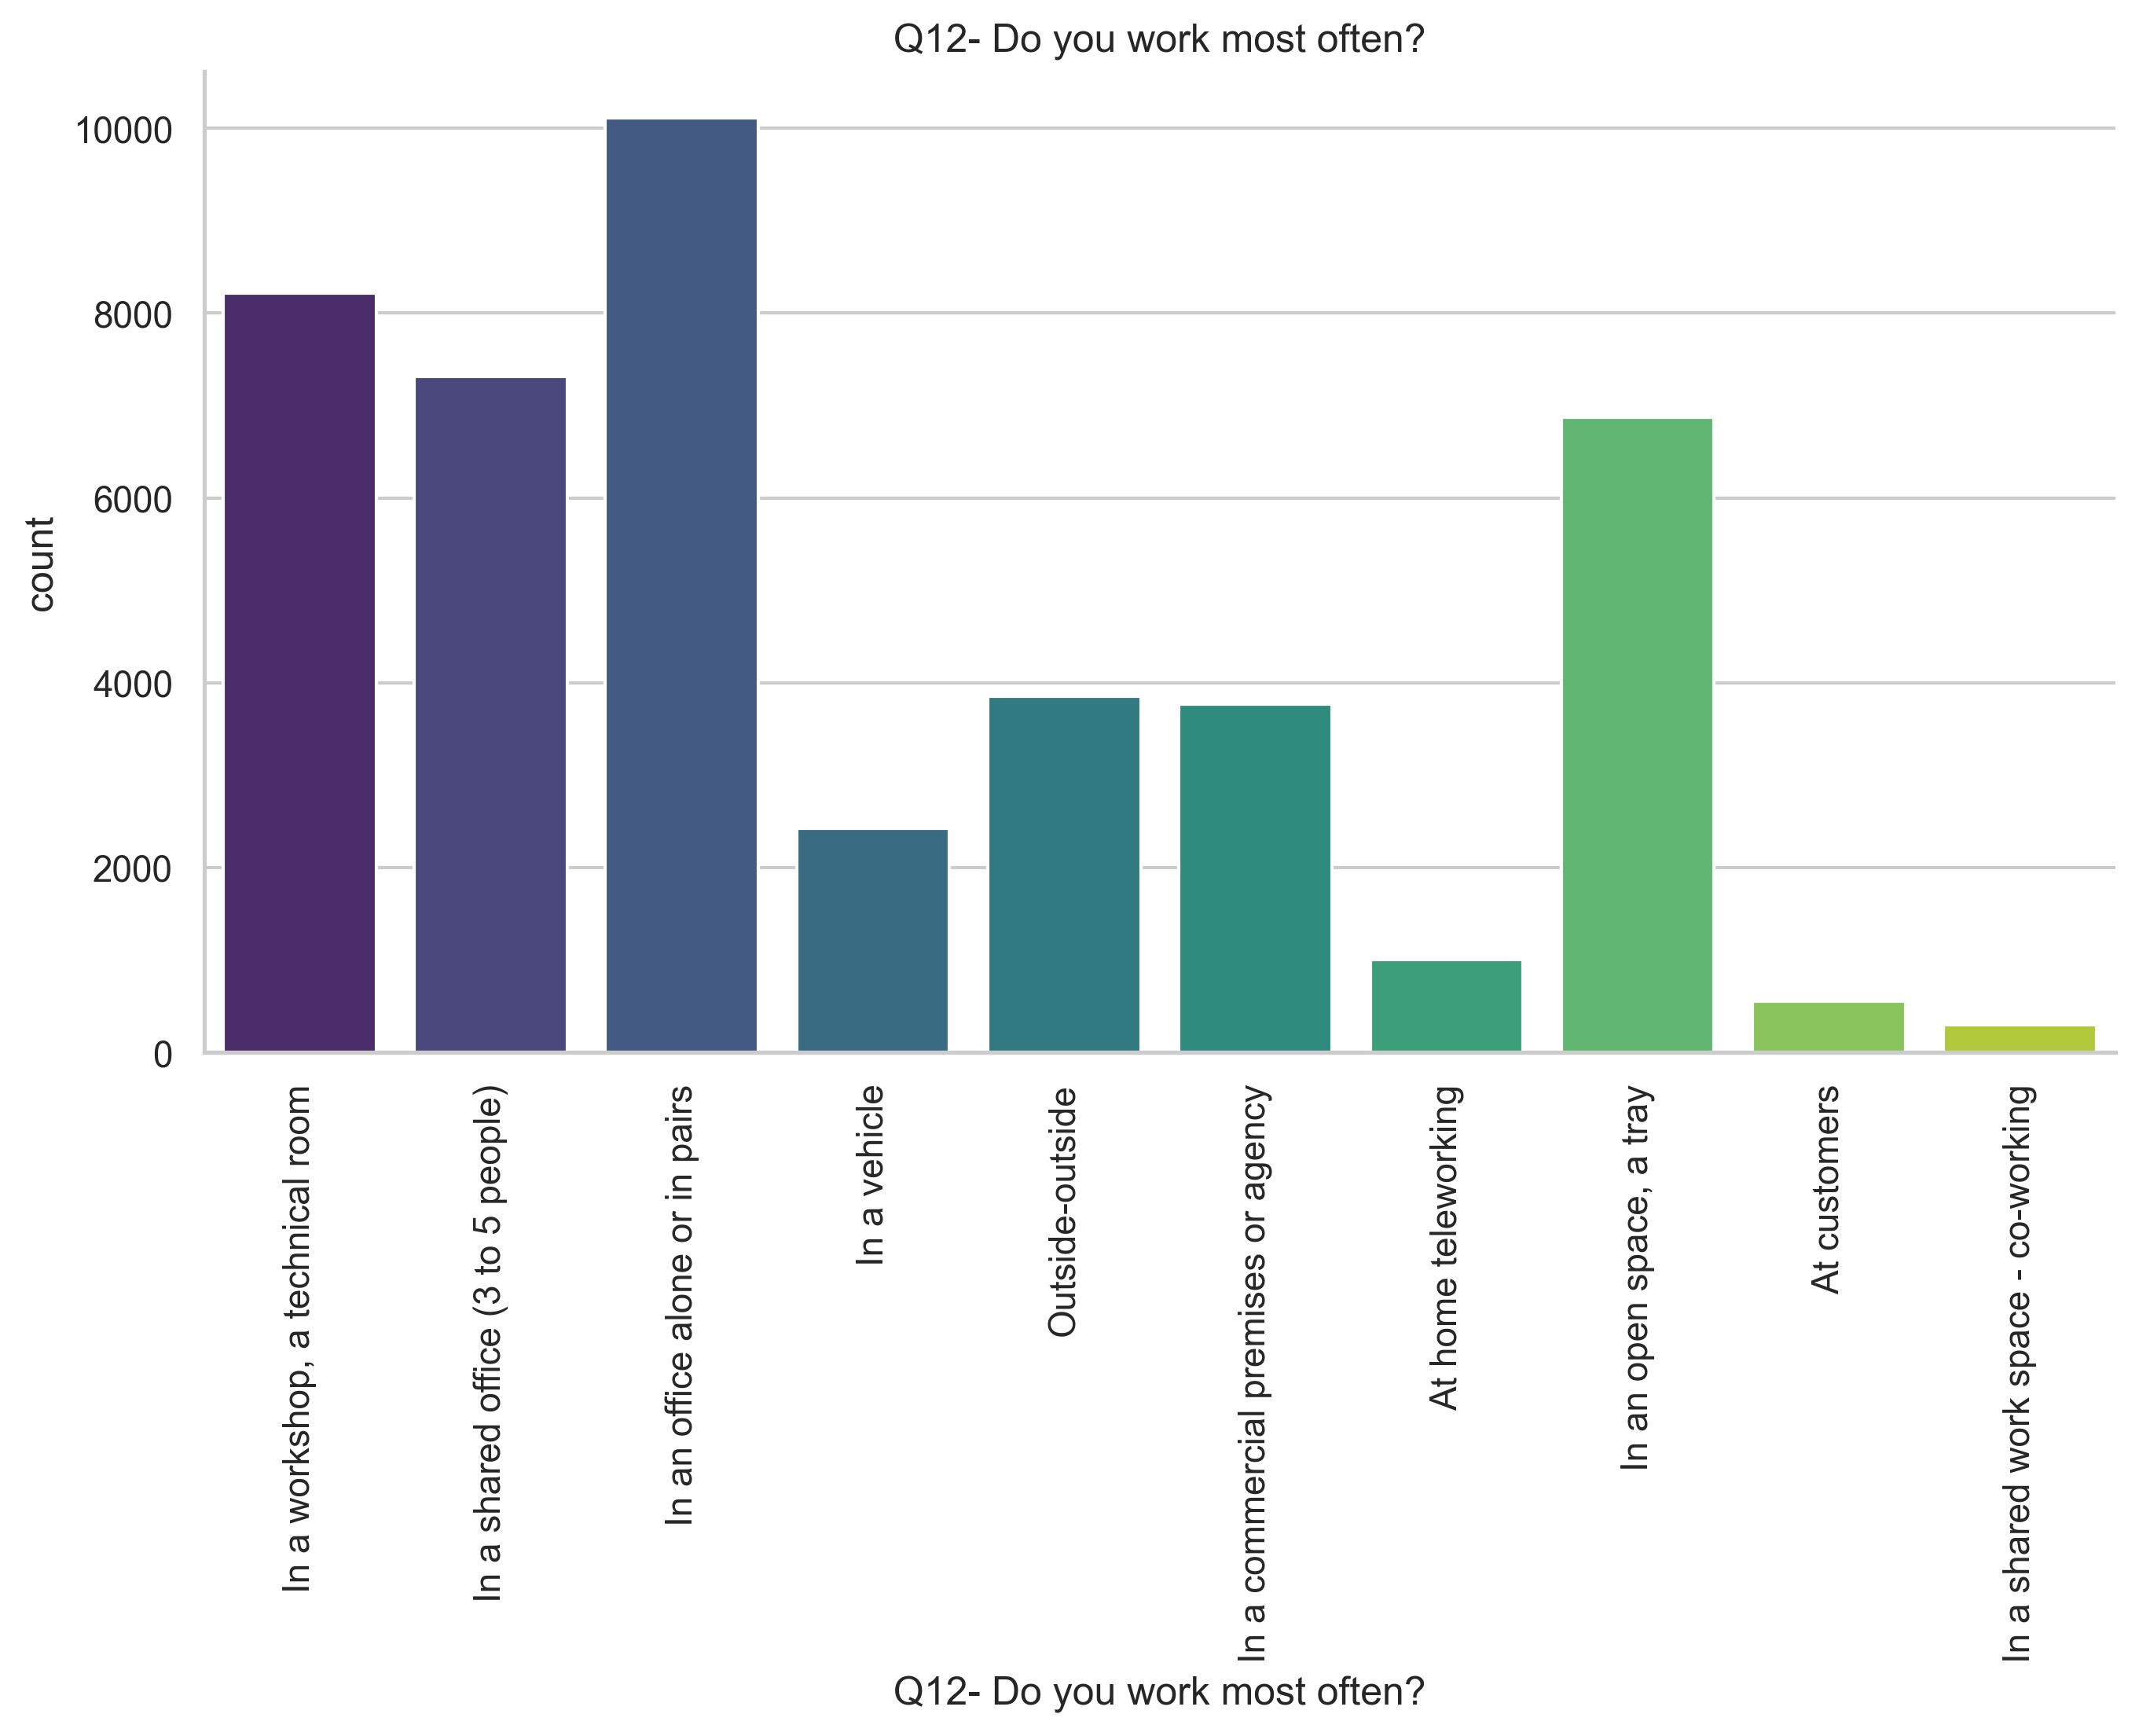 Q12- Do you work most often?
10000
8000
6000
4000
2000
0
count
In a workshop, a technical room
In a shared office (3 to 5 people)
In an office alone or in pairs
In a vehicle
Outside-outside
In a commercial premises or agency
At home teleworking
In an open space, a tray
At customers
In a shared work space - co-working
Q12- Do you work most often?